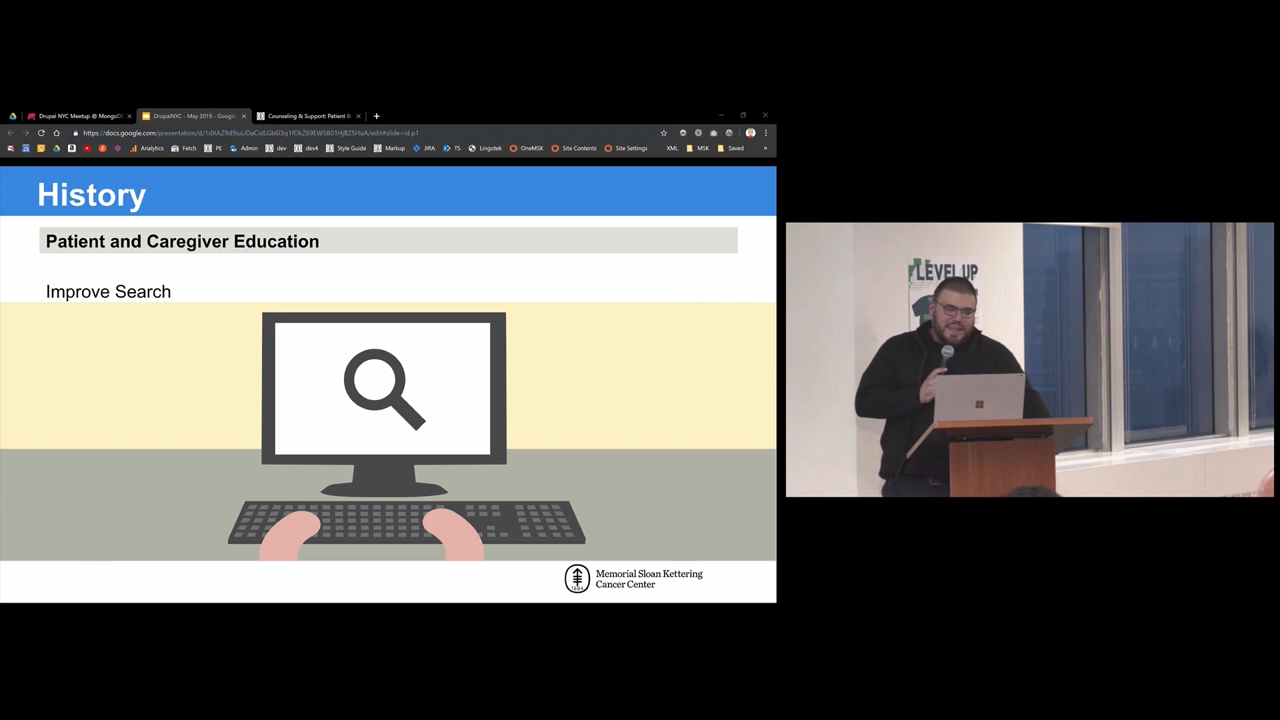 Drupal NYC Meetup @ MongoD
DrupalNYC - May 2019 - Googl
Counseling & Support: Patient &
Analytics
Fetch
PE
Admin
dev
dev4
Style Guide
Markup
JIRA
TS
Lingotek
OneMSK
Site Contents
Site Settings
XML
MSK
Saved
History
Patient and Caregiver Education
Improve Search
Memorial Sloan Kettering
Cancer Center
LEVEL UP